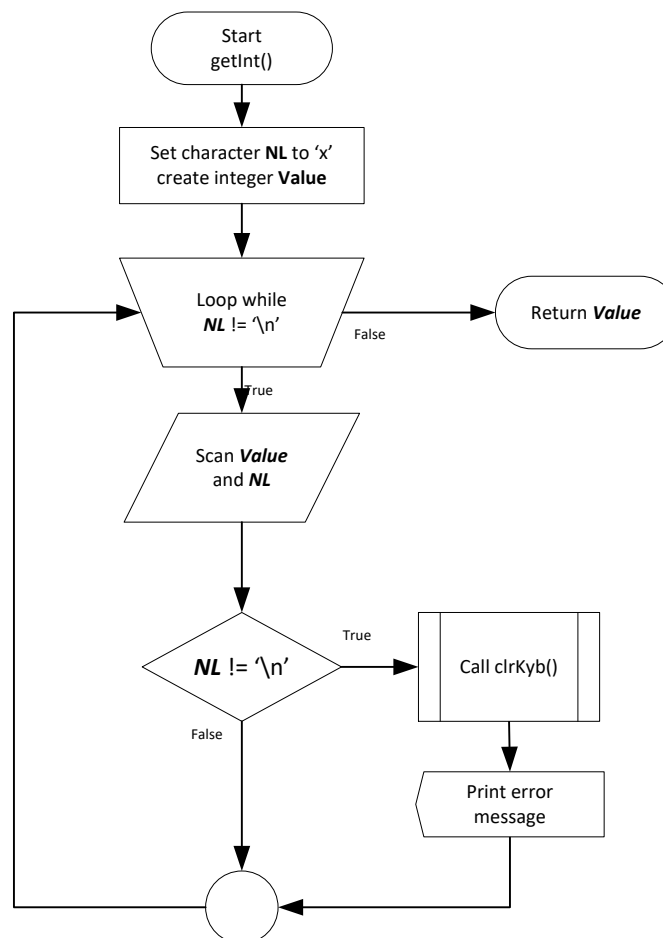 Start
getInt()
Set character NL to ‘x’
create integer Value
Loop while
NL != ‘\n’
False
Return Value
True
Scan Value
and NL
NL != ‘\n’
True
Call clrKyb()
False
Print error
message